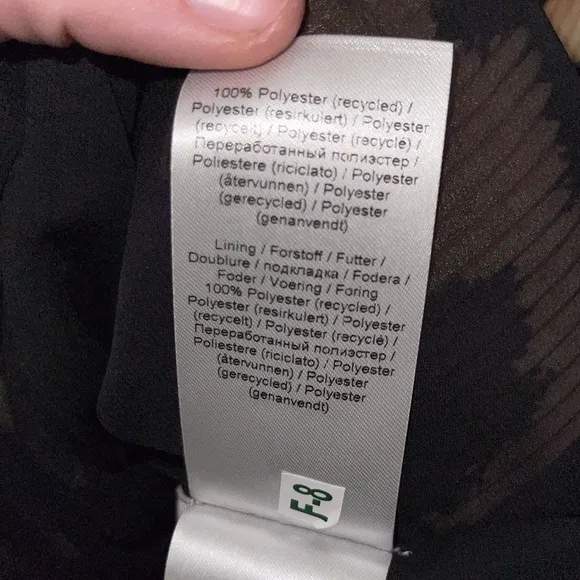 100% Polyester (recycled) /
Polyester (resirkulert) / Polyester
(recycelt) / Polyester (recyclé) /
Переработанный полиэстер /
Poliestere (riciclato) / Polyester
(återvunnen) / Polyester
(gerecycled) / Polyester
(genanvendt)
Lining / Forstoff / Futter /
Doublure / подкладка / Fodera /
Foder / Voering / Foring
100% Polyester (recycled) /
Polyester (resirkulert) / Polyester
(recycelt) / Polyester (recyclé) /
Переработанный полиэстер /
Poliestere (riciclato) / Polyester
(återvunnen) / Polyester
(gerecycled) / Polyester
(genanvendt)
F-8